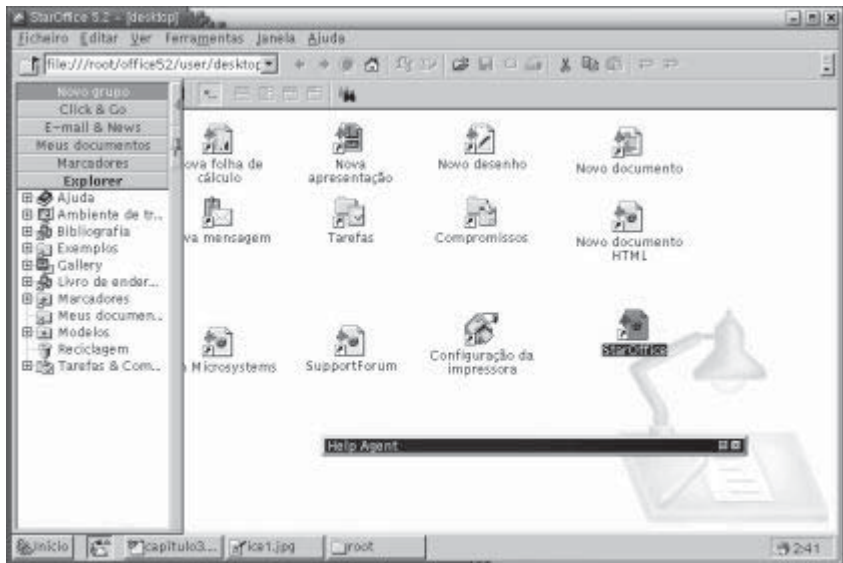 StarOffice 5.2 - [desktop]
Ficheiro Editar Ver Ferramentas Janela Ajuda
file:///root/office52/user/desktop
Novo grupo
Click & Go
E-mail & News
Meus documentos
Marcadores
Explorer
Ajuda
Ambiente de tr...
Bibliografia
Exemplos
Gallery
Livro de ender...
Marcadores
Meus documen...
Modelos
Reciclagem
Tarefas & Com...
ova folha de
cálculo
Nova
apresentação
Novo desenho
Novo documento
va mensagem
Tarefas
Compromissos
Novo documento
HTML
Microsystems
SupportForum
Configuração da
impressora
StarOffice
Help Agent
Início
capitulo3...
fice1.jpg
root
2:41